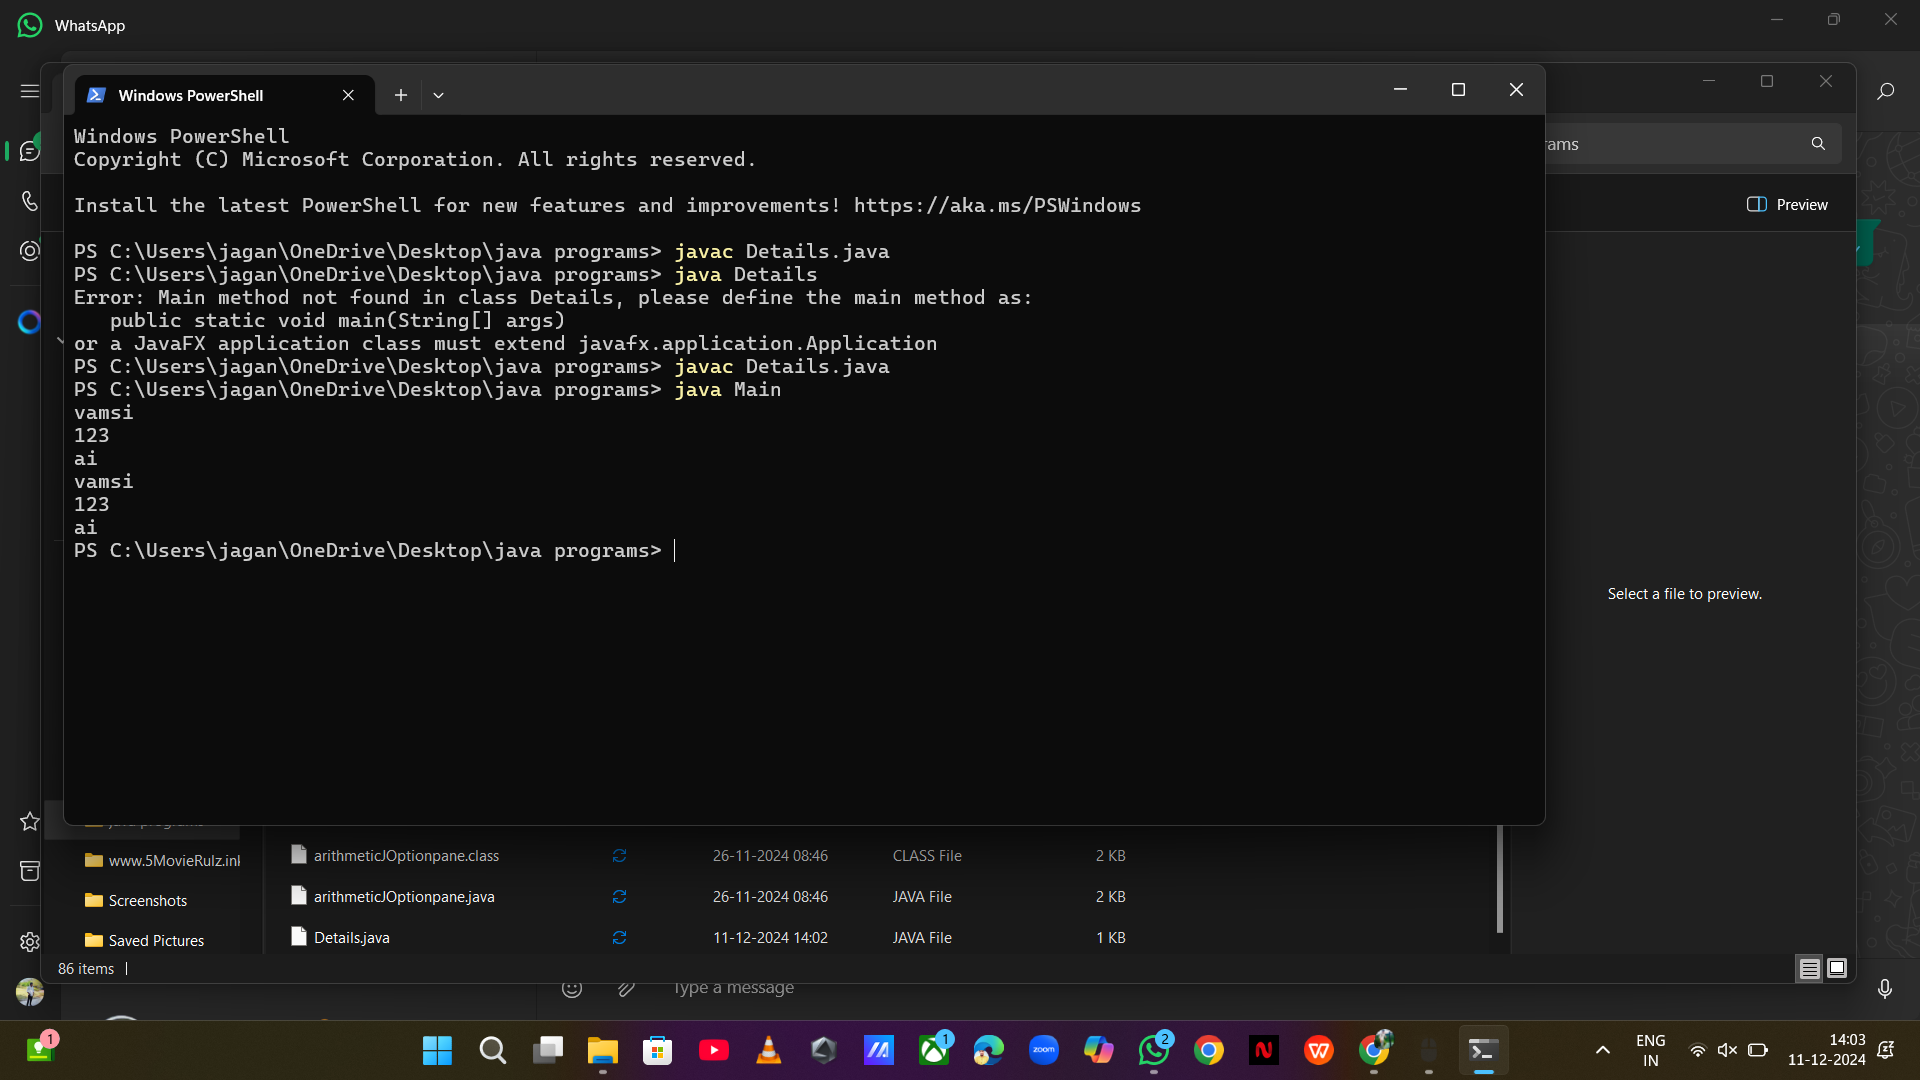 WhatsApp
Windows PowerShell
Windows PowerShell
Copyright (C) Microsoft Corporation. All rights reserved.
Install the latest PowerShell for new features and improvements! https://aka.ms/PSWindows
PS C:\Users\jagan\OneDrive\Desktop\java programs> javac Details.java
PS C:\Users\jagan\OneDrive\Desktop\java programs> java Details
Error: Main method not found in class Details, please define the main method as:
public static void main(String[] args)
or a JavaFX application class must extend javafx.application.Application
PS C:\Users\jagan\OneDrive\Desktop\java programs> javac Details.java
PS C:\Users\jagan\OneDrive\Desktop\java programs> java Main
vamsi
123
ai
vamsi
123
ai
PS C:\Users\jagan\OneDrive\Desktop\java programs>
rams
Preview
Select a file to preview.
www.5MovieRulz.ink
Screenshots
Saved Pictures
arithmeticJOptionpane.class 26-11-2024 08:46 CLASS File 2 KB
arithmeticJOptionpane.java 26-11-2024 08:46 JAVA File 2 KB
Details.java 11-12-2024 14:02 JAVA File 1 KB
86 items
Type a message
1
1
zoom
2
ENG
IN
14:03
11-12-2024